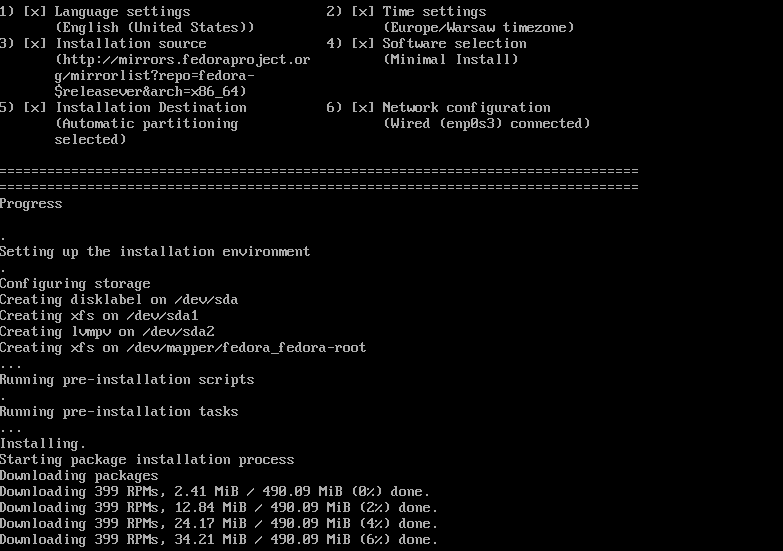 1) [x] Language settings                 2) [x] Time settings
       (English (United States))                (Europe/Warsaw timezone)
3) [x] Installation source               4) [x] Software selection
       (http://mirrors.fedoraproject.or         (Minimal Install)
       g/mirrorlist?repo=fedora-
       $releasever&arch=x86_64)
5) [x] Installation Destination          6) [x] Network configuration
       (Automatic partitioning                  (Wired (enp0s3) connected)
       selected)
================================================================================
================================================================================
Progress
.
Setting up the installation environment
.
Configuring storage
Creating disklabel on /dev/sda
Creating xfs on /dev/sda1
Creating lvmpv on /dev/sda2
Creating xfs on /dev/mapper/fedora_fedora-root
...
Running pre-installation scripts
.
Running pre-installation tasks
...
Installing.
Starting package installation process
Downloading packages
Downloading 399 RPMs, 2.41 MiB / 490.09 MiB (0%) done.
Downloading 399 RPMs, 12.84 MiB / 490.09 MiB (2%) done.
Downloading 399 RPMs, 24.17 MiB / 490.09 MiB (4%) done.
Downloading 399 RPMs, 34.21 MiB / 490.09 MiB (6%) done.